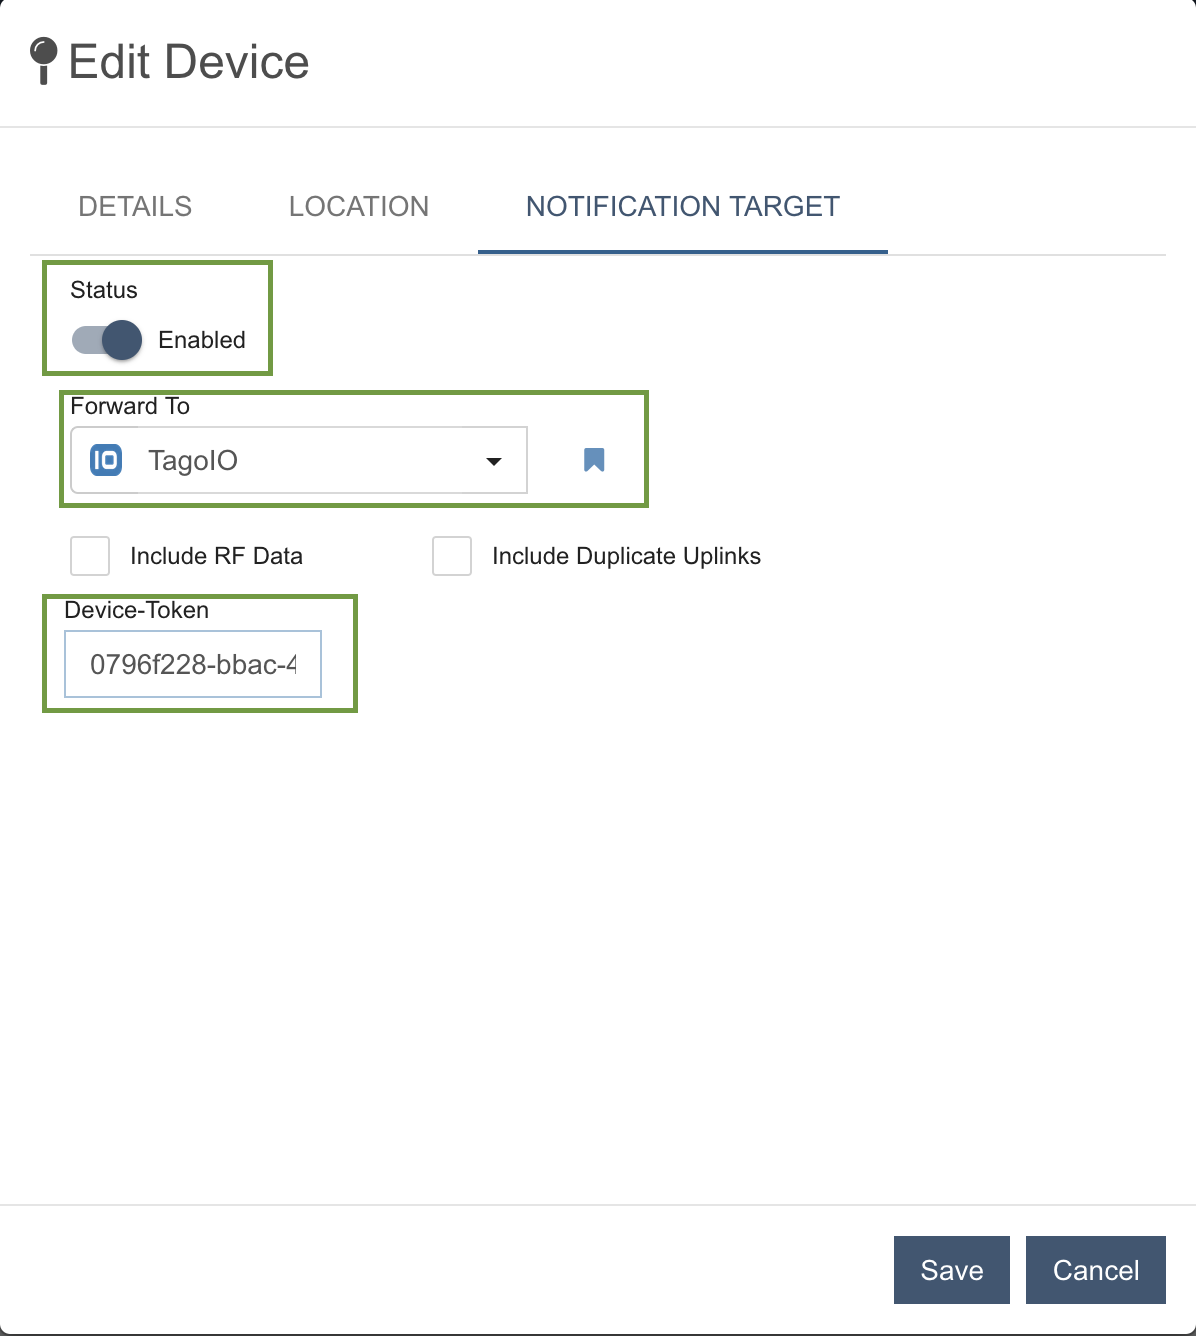 Edit Device
DETAILS LOCATION NOTIFICATION TARGET
Status
Enabled
Forward To
IO TagoIO
Include RF Data Include Duplicate Uplinks
Device-Token
0796f228-bbac-4
Save Cancel